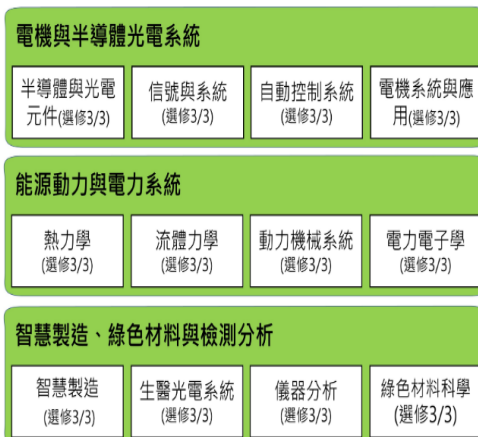 電機與半導體光電系統
半導體與光電
元件(選修3/3)
信號與系統
(選修3/3)
自動控制系統
(選修3/3)
電機系統與應
用(選修3/3)
能源動力與電力系統
熱力學
(選修3/3)
流體力學
(選修3/3)
動力機械系統
(選修3/3)
電力電子學
(選修3/3)
智慧製造、綠色材料與檢測分析
智慧製造
(選修3/3)
生醫光電系統
(選修3/3)
儀器分析
(選修3/3)
綠色材料科學
(選修3/3)